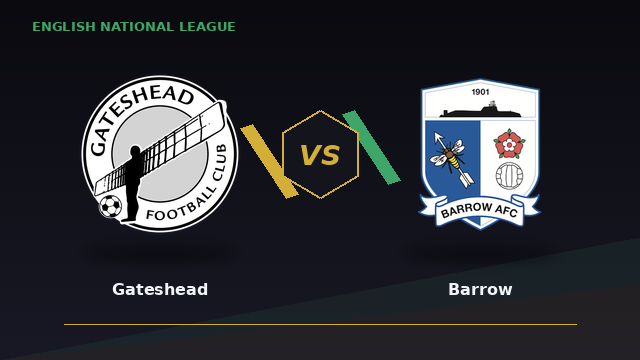 ENGLISH NATIONAL LEAGUE
GATESHEAD
FOOTBALL CLUB
VS
1901
BARROW AFC
Gateshead
Barrow